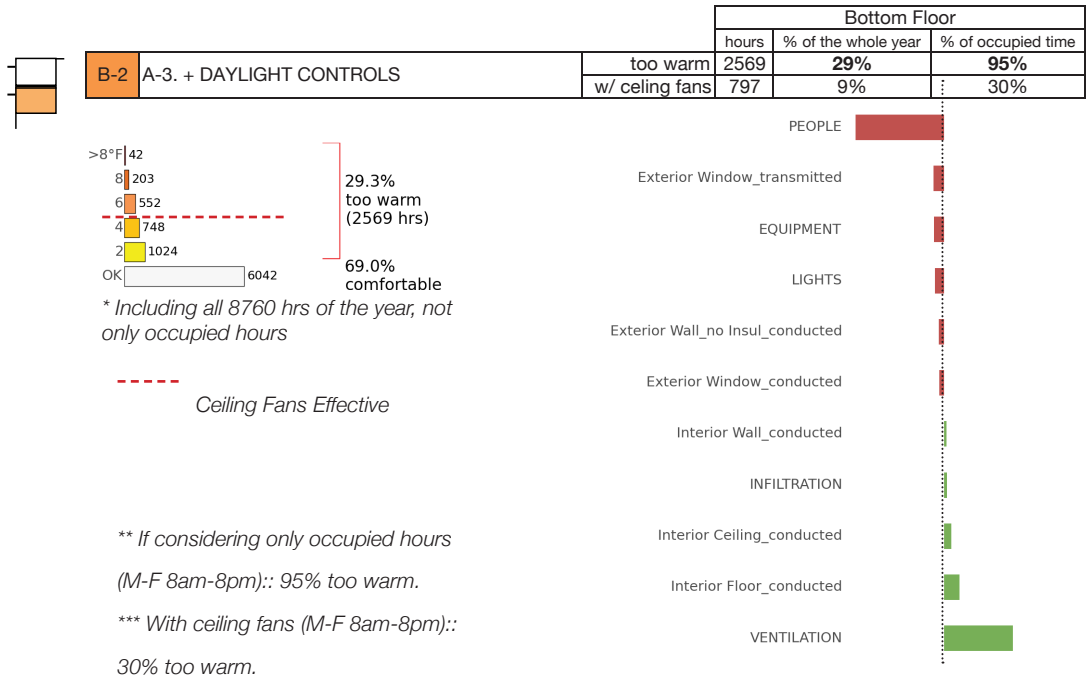 Bottom Floor
hours % of the whole year % of occupied time
B-2 A-3. + DAYLIGHT CONTROLS too warm 2569 29% 95%
w/ celing fans 797 9% 30%
>8°F 42
8 203
6 552
4 748
2 1024
OK 6042
29.3%
too warm
(2569 hrs)
69.0%
comfortable
* Including all 8760 hrs of the year, not
only occupied hours
Ceiling Fans Effective
** If considering only occupied hours
(M-F 8am-8pm):: 95% too warm.
*** With ceiling fans (M-F 8am-8pm)::
30% too warm.
PEOPLE
Exterior Window_transmitted
EQUIPMENT
LIGHTS
Exterior Wall_no Insul_conducted
Exterior Window_conducted
Interior Wall_conducted
INFILTRATION
Interior Ceiling_conducted
Interior Floor_conducted
VENTILATION